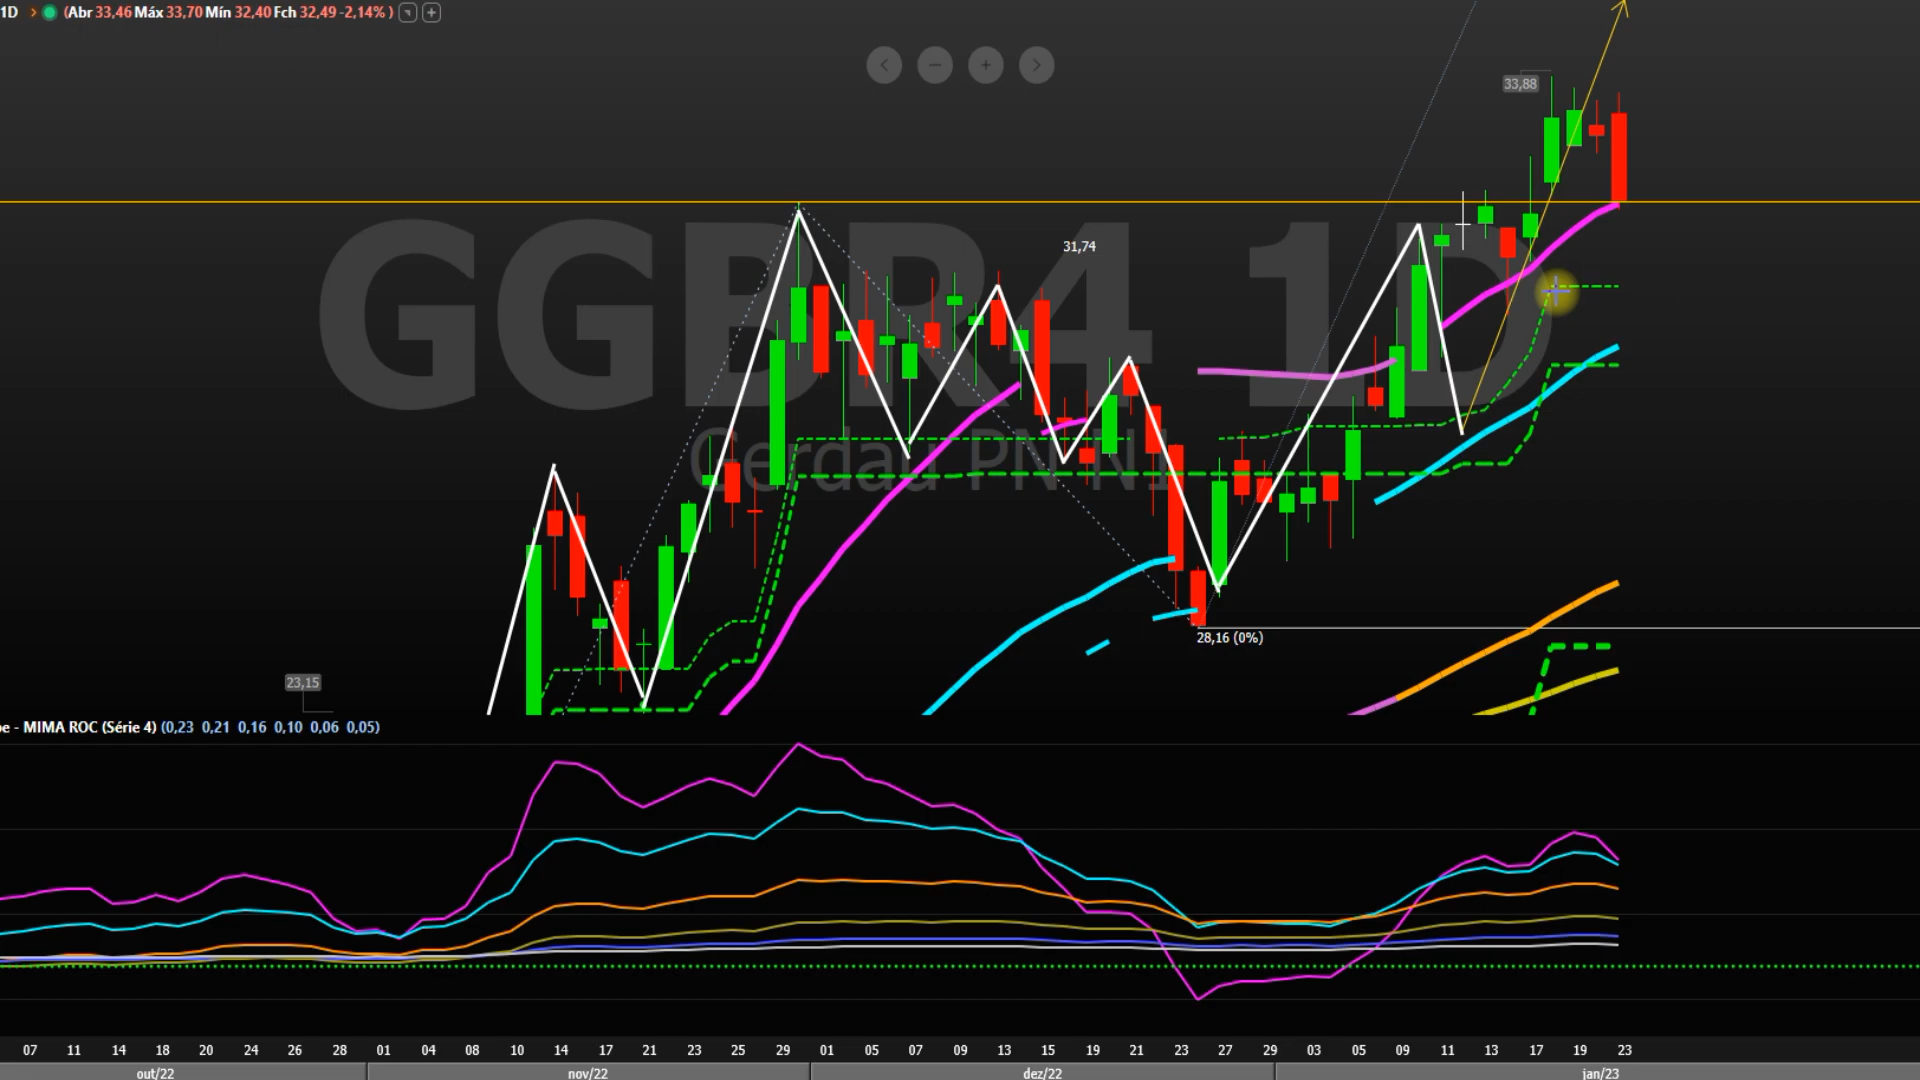 1D (Abr 33,46 Máx 33,70 Mín 32,40 Fch 32,49 -2,14% )
33,88
GGBR4 1D
31,74
Gerdau PN N1
28,16 (0%)
23,15
pe - MIMA ROC (Série 4) (0,23 0,21 0,16 0,10 0,06 0,05)
07 11 14 18 20 24 26 28 01 04 08 10 14 17 21 23 25 29 01 05 07 09 13 15 19 21 23 27 29 03 05 09 11 13 17 19 23
out/22 nov/22 dez/22 jan/23